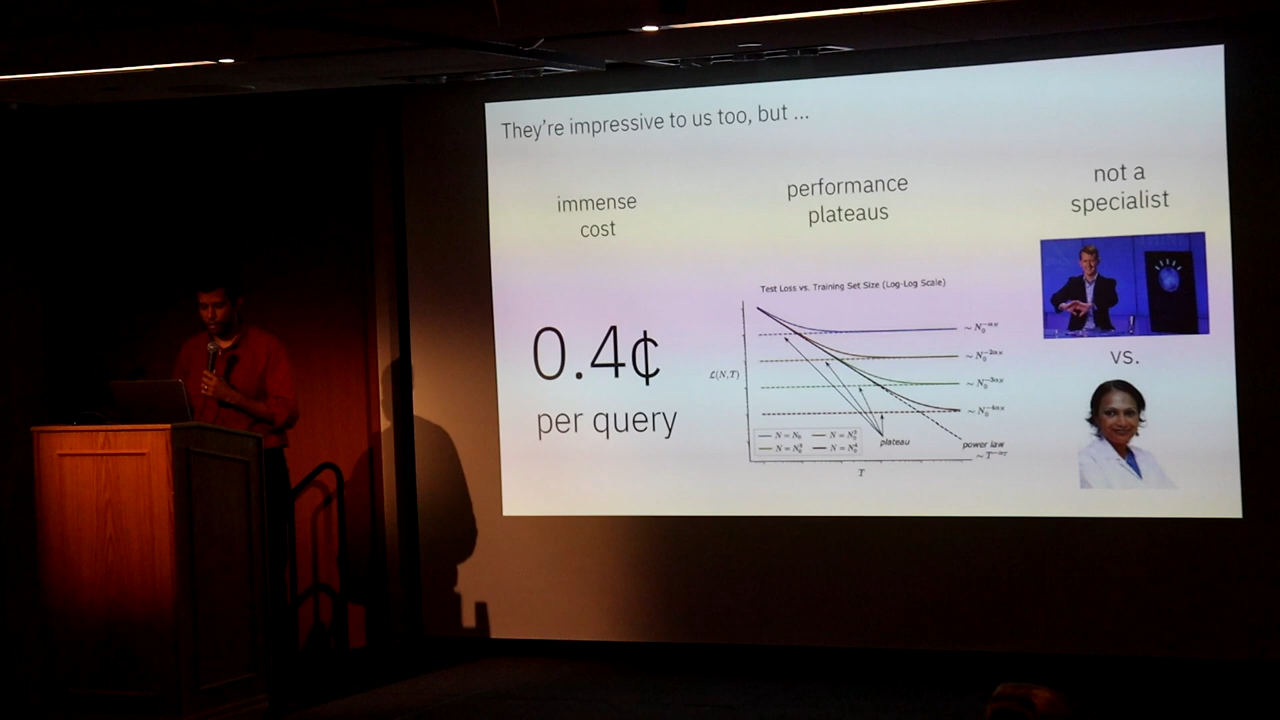 They're impressive to us too, but ...
immense
cost
0.4¢
per query
performance
plateaus
Test Loss vs. Training Set Size (Log-Log Scale)
ℒ(N,T)
plateau
power law
T
not a
specialist
vs.